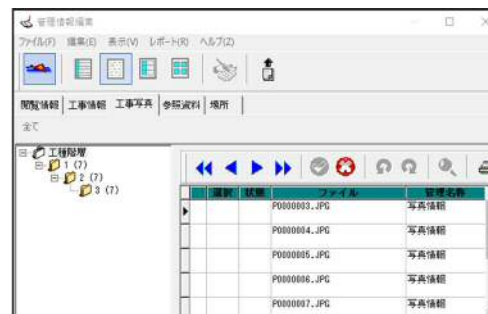 管理情報編集
ファイル(F) 編集(E) 表示(V) レポート(R) ヘルプ(Z)
閲覧情報 工事情報 工事写真 参照資料 場所
全て
工種階層
1 (7)
2 (7)
3 (7)
選択 状態 ファイル 管理名称
P0000003.JPG 写真情報
P0000004.JPG 写真情報
P0000005.JPG 写真情報
P0000006.JPG 写真情報
P0000007.JPG 写真情報